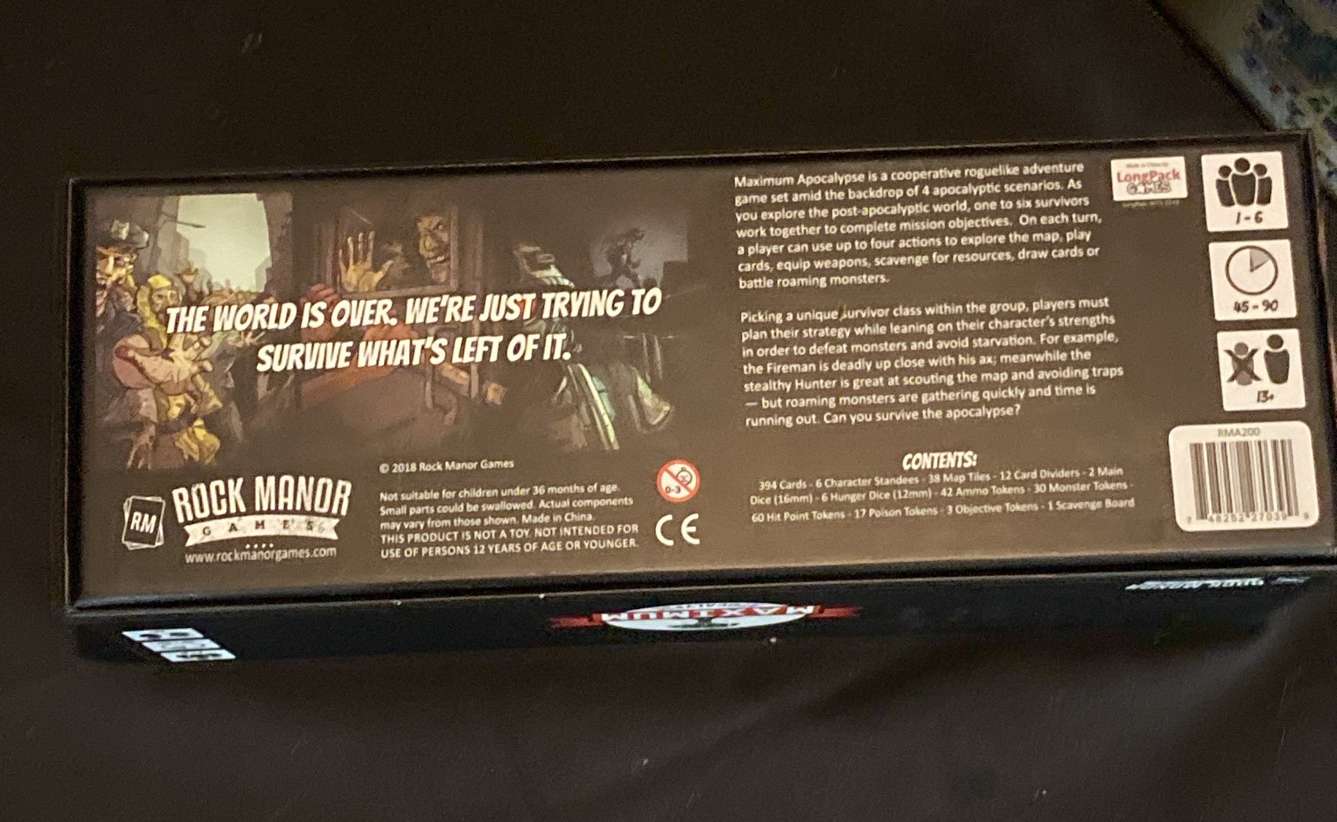 THE WORLD IS OVER. WE'RE JUST TRYING TO
SURVIVE WHAT'S LEFT OF IT.
Maximum Apocalypse is a cooperative roguelike adventure
game set amid the backdrop of 4 apocalyptic scenarios. As
you explore the post-apocalyptic world, one to six survivors
work together to complete mission objectives. On each turn,
a player can use up to four actions to explore the map, play
cards, equip weapons, scavenge for resources, draw cards or
battle roaming monsters.
Picking a unique survivor class within the group, players must
plan their strategy while leaning on their character's strengths
in order to defeat monsters and avoid starvation. For example,
the Fireman is deadly up close with his ax; meanwhile the
stealthy Hunter is great at scouting the map and avoiding traps
— but roaming monsters are gathering quickly and time is
running out. Can you survive the apocalypse?
LongPack
GAMES
1-6
45-90
13+
RM
ROCK MANOR
GAMES
www.rockmanorgames.com
© 2018 Rock Manor Games
Not suitable for children under 36 months of age.
Small parts could be swallowed. Actual components
may vary from those shown. Made in China.
THIS PRODUCT IS NOT A TOY. NOT INTENDED FOR
USE OF PERSONS 12 YEARS OF AGE OR YOUNGER.
0-3
CE
CONTENTS:
394 Cards - 6 Character Standees - 38 Map Tiles - 12 Card Dividers - 2 Main
Dice (16mm) - 6 Hunger Dice (12mm) - 42 Ammo Tokens - 30 Monster Tokens -
60 Hit Point Tokens - 17 Poison Tokens - 3 Objective Tokens - 1 Scavenge Board
RMA200
MAXIMUM
ROCK MANOR